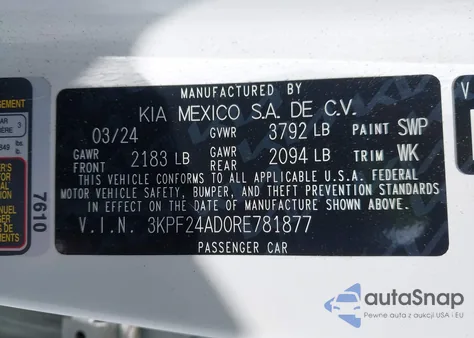 MANUFACTURED BY
KIA MEXICO S.A. DE C.V.
03/24 GVWR 3792 LB PAINT SWP
GAWR FRONT 2183 LB GAWR REAR 2094 LB TRIM WK
THIS VEHICLE CONFORMS TO ALL APPLICABLE U.S.A. FEDERAL
MOTOR VEHICLE SAFETY, BUMPER, AND THEFT PREVENTION STANDARDS
IN EFFECT ON THE DATE OF MANUFACTURE SHOWN ABOVE.
V.I.N. 3KPF24AD0RE781877
PASSENGER CAR
7610
autoSnap
Pewne auta z aukcji USA i EU